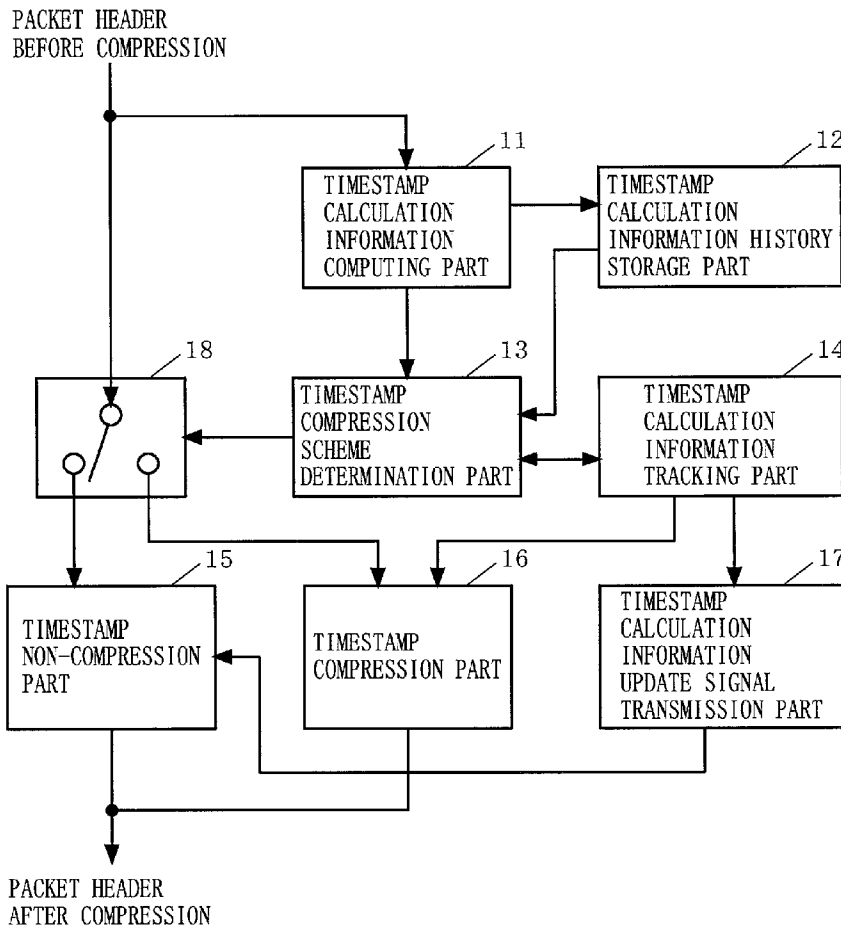 PACKET HEADER
BEFORE COMPRESSION
11
TIMESTAMP
CALCULATION
INFORMATION
COMPUTING PART
12
TIMESTAMP
CALCULATION
INFORMATION HISTORY
STORAGE PART
18
13
TIMESTAMP
COMPRESSION
SCHEME
DETERMINATION PART
14
TIMESTAMP
CALCULATION
INFORMATION
TRACKING PART
15
TIMESTAMP
NON-COMPRESSION
PART
16
TIMESTAMP
COMPRESSION PART
17
TIMESTAMP
CALCULATION
INFORMATION
UPDATE SIGNAL
TRANSMISSION PART
PACKET HEADER
AFTER COMPRESSION